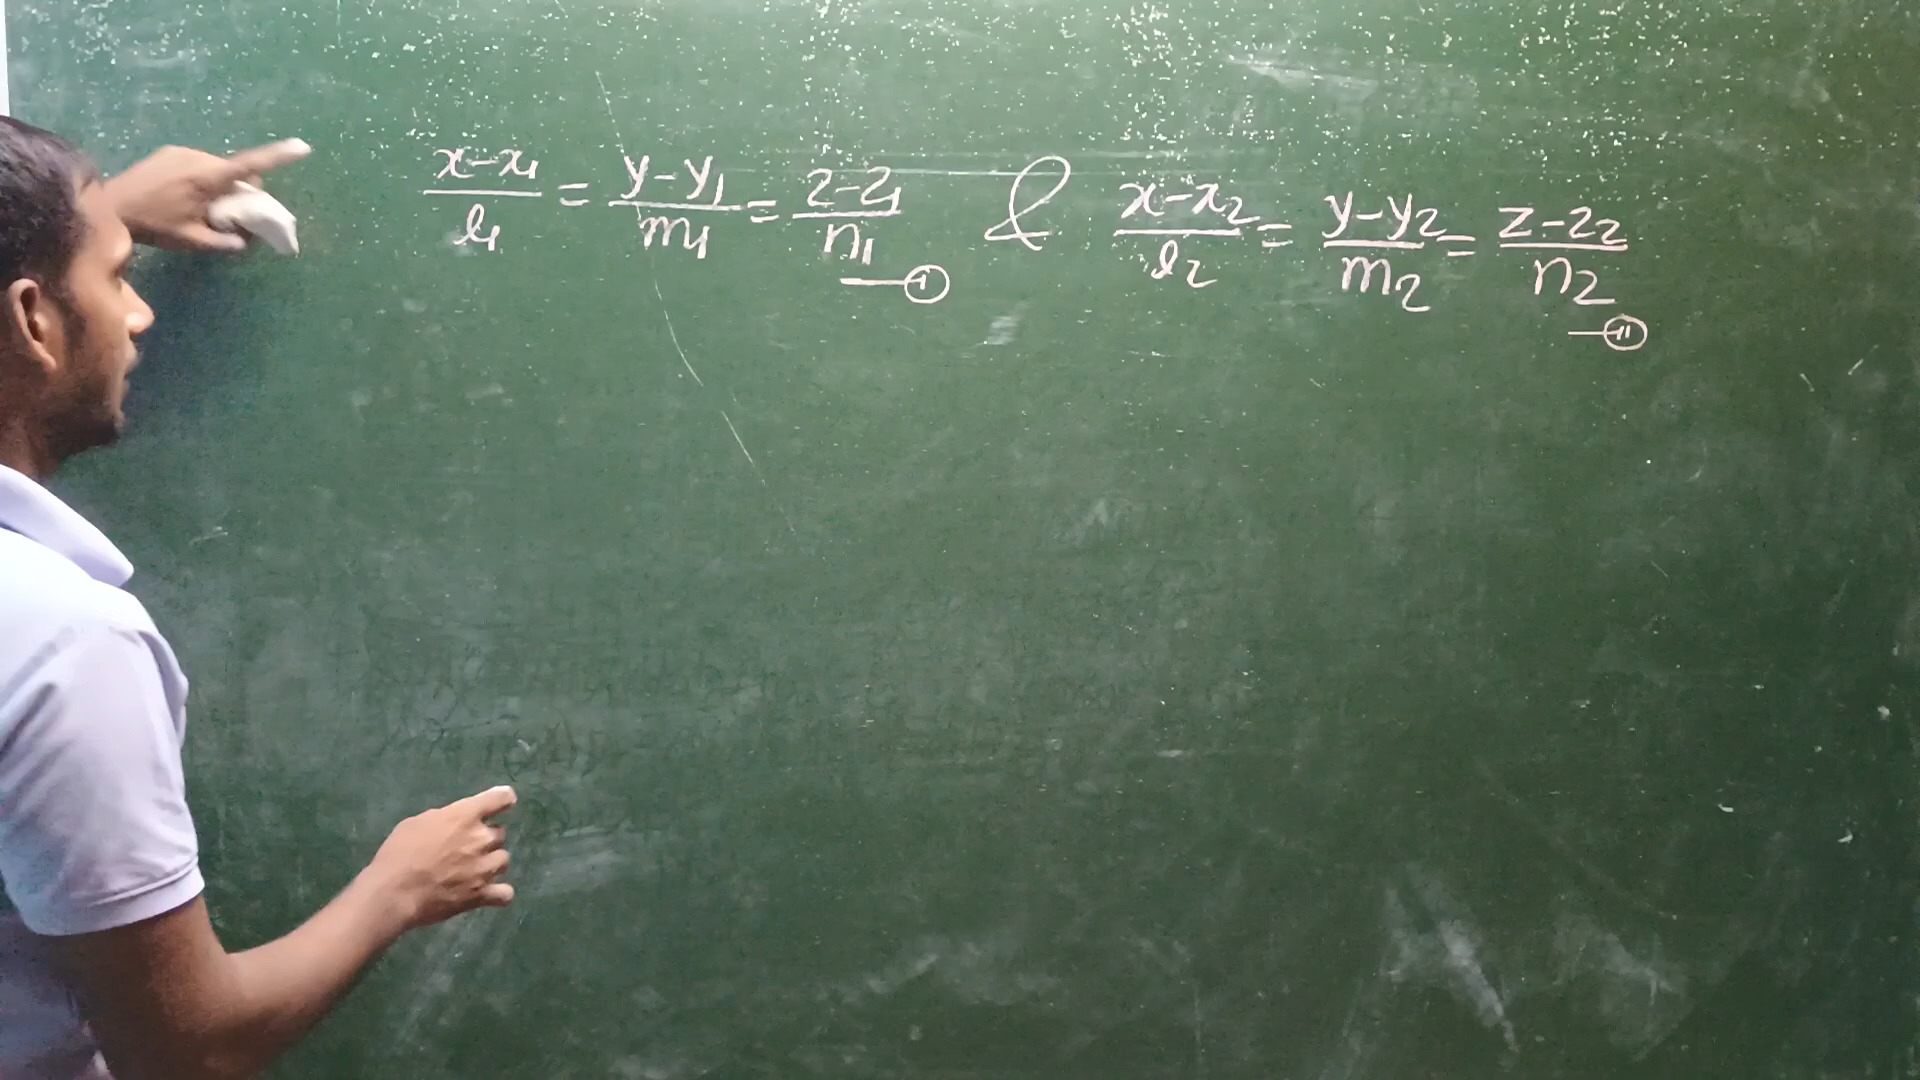 x-x₁/l₁ = y-y₁/m₁ = z-z₁/n₁ & x-x₂/l₂ = y-y₂/m₂ = z-z₂/n₂
—(I) —(II)